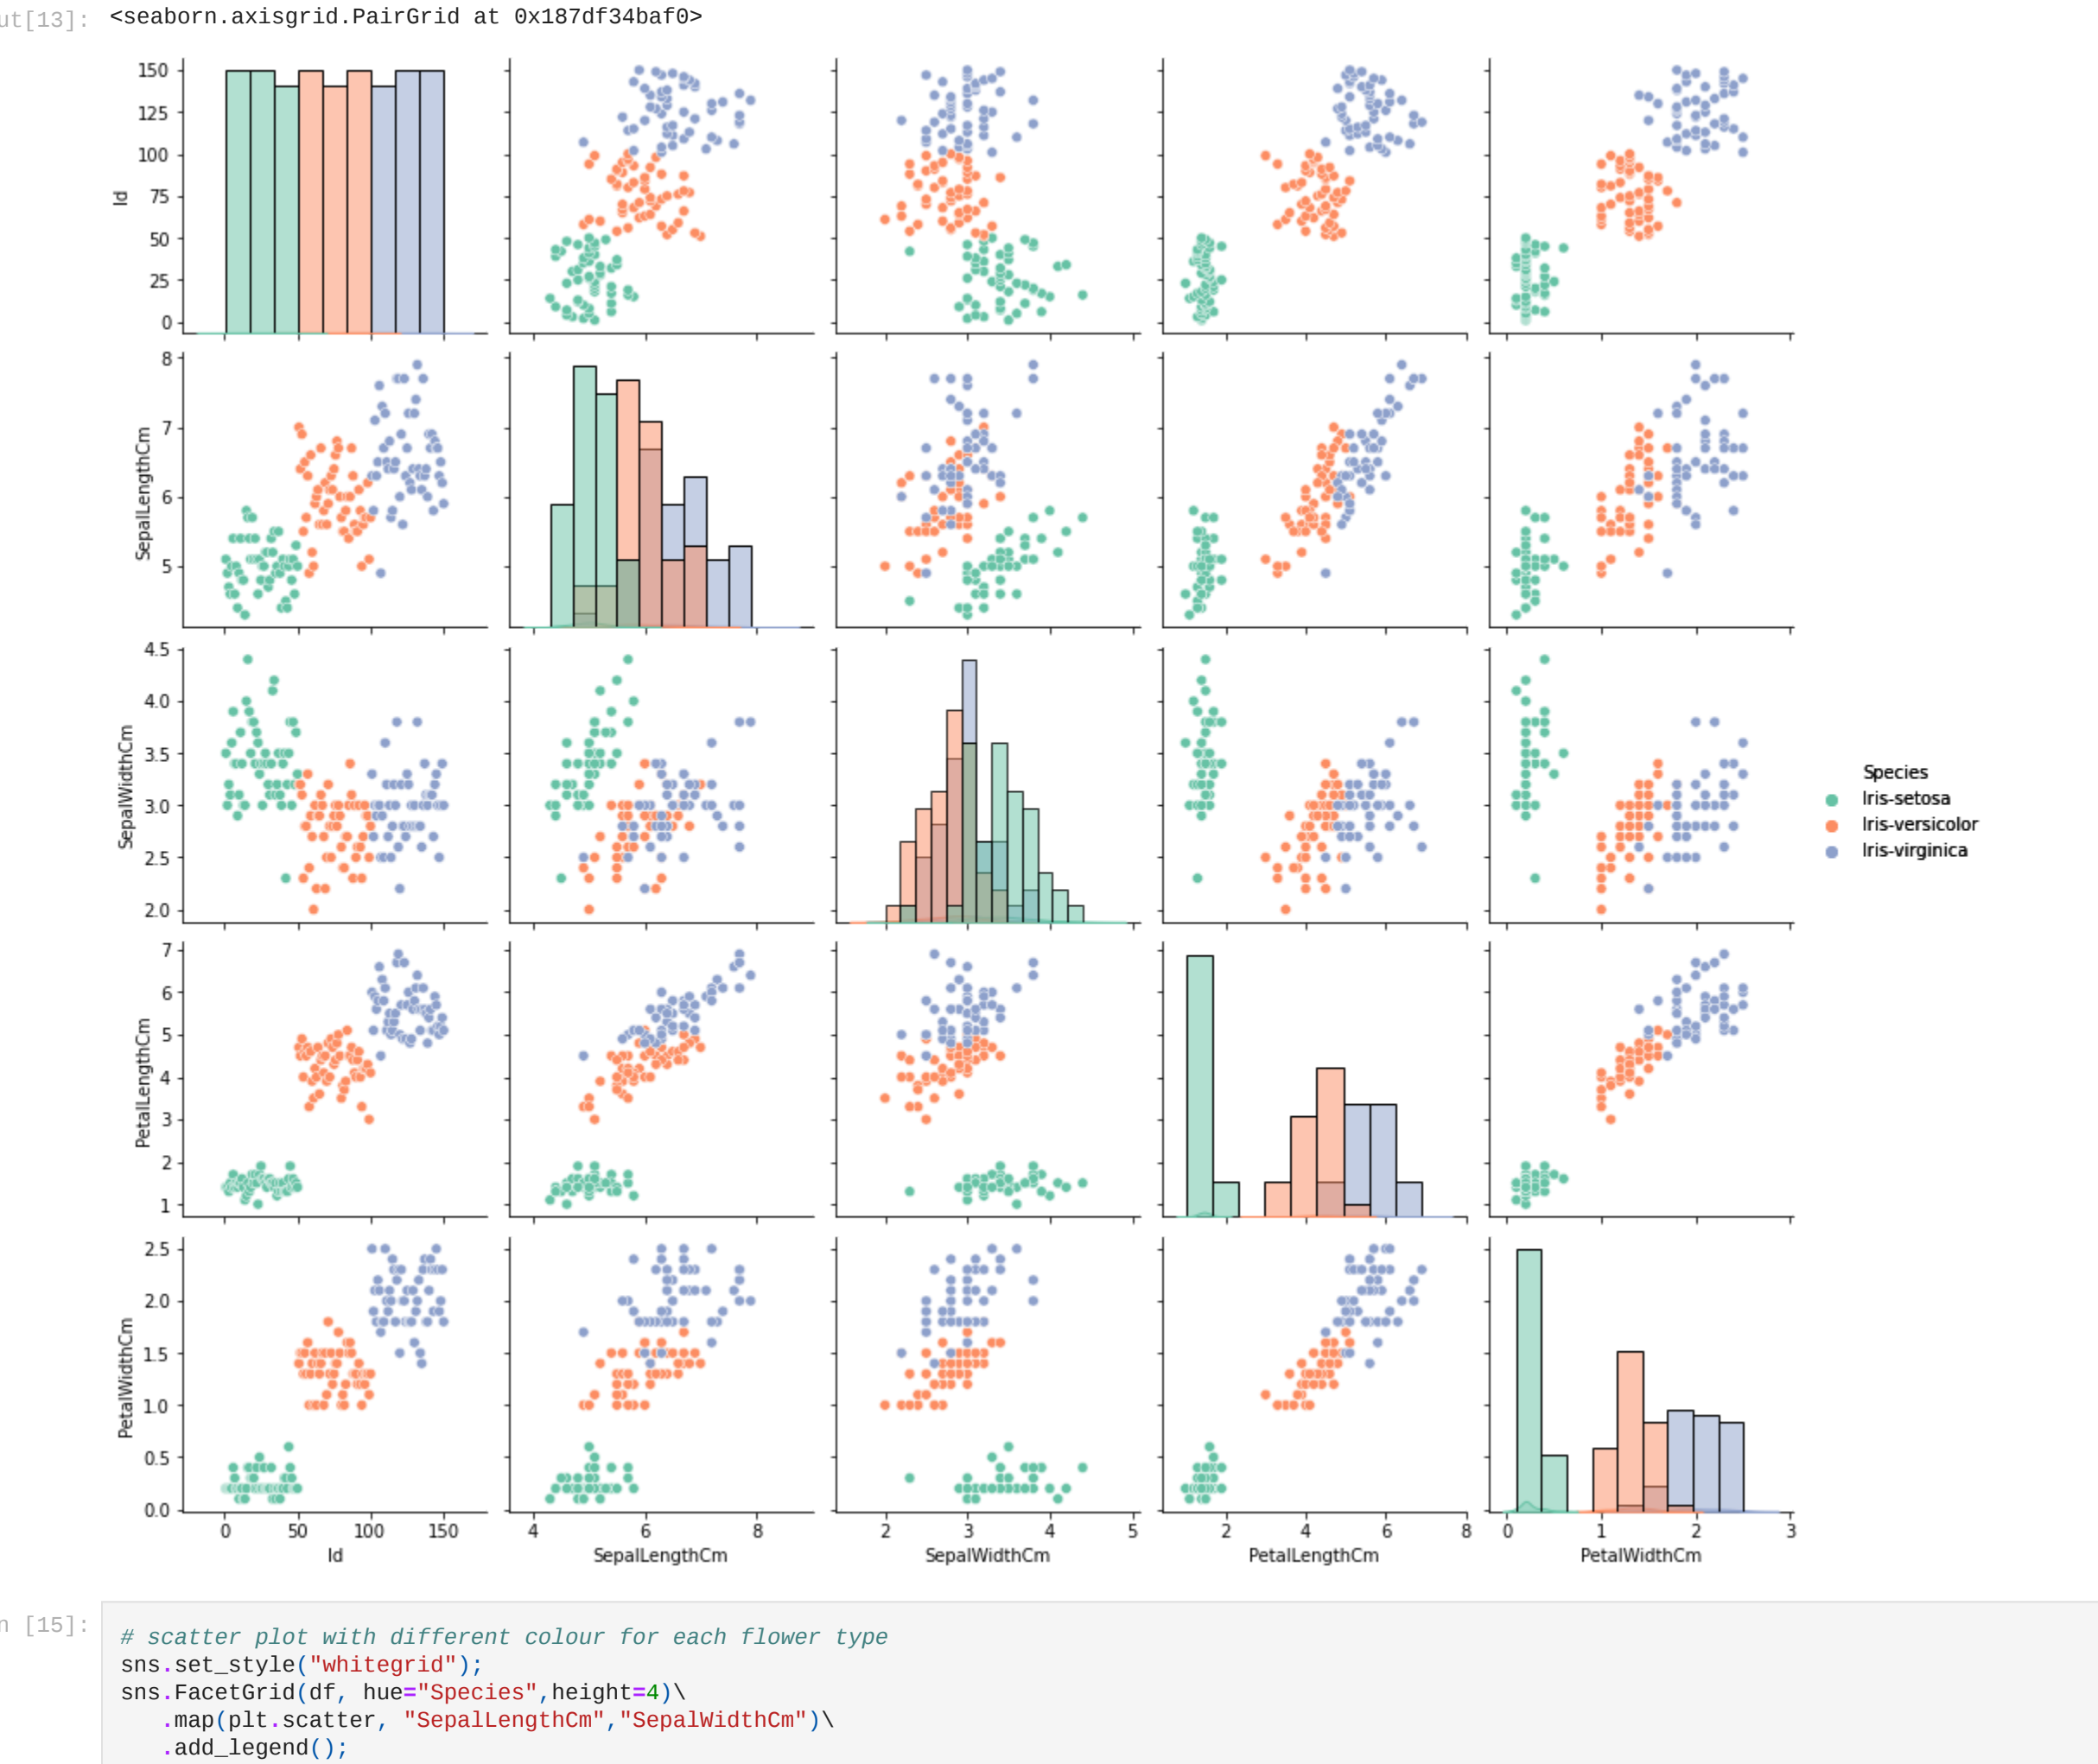 ut[13]: <seaborn.axisgrid.PairGrid at 0x187df34baf0>
150
125
100
75
50
25
0
Id
8
7
6
5
SepalLengthCm
4.5
4.0
3.5
3.0
2.5
2.0
SepalWidthCm
Species
Iris-setosa
Iris-versicolor
Iris-virginica
7
6
5
4
3
2
1
PetalLengthCm
2.5
2.0
1.5
1.0
0.5
0.0
PetalWidthCm
0 50 100 150 4 6 8 2 3 4 5 2 4 6 8 0 1 2 3
Id SepalLengthCm SepalWidthCm PetalLengthCm PetalWidthCm
n [15]: # scatter plot with different colour for each flower type
sns.set_style("whitegrid");
sns.FacetGrid(df, hue="Species",height=4)\
.map(plt.scatter, "SepalLengthCm","SepalWidthCm")\
.add_legend();